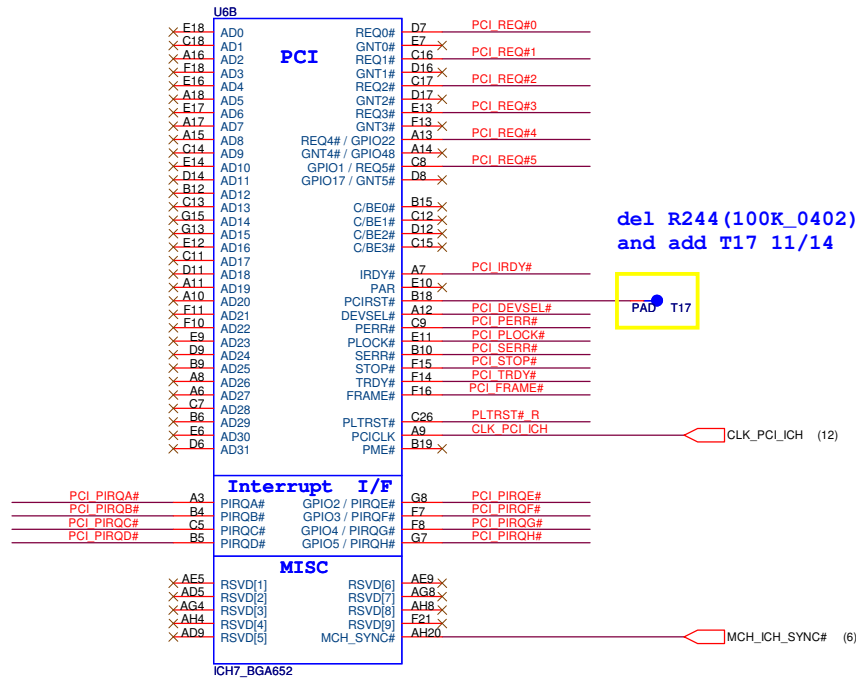 U6B
PCI
E18 AD0 REQ0# D7 PCI_REQ#0
C18 AD1 GNT0# E7
A16 AD2 REQ1# C16 PCI_REQ#1
F18 AD3 GNT1# D16
E16 AD4 REQ2# C17 PCI_REQ#2
A18 AD5 GNT2# D17
E17 AD6 REQ3# E13 PCI_REQ#3
A17 AD7 GNT3# F13
A15 AD8 REQ4# / GPIO22 A13 PCI_REQ#4
C14 AD9 GNT4# / GPIO48 A14
E14 AD10 GPIO1 / REQ5# C8 PCI_REQ#5
D14 AD11 GPIO17 / GNT5# D8
B12 AD12
C13 AD13 C/BE0# B15
G15 AD14 C/BE1# C12
G13 AD15 C/BE2# D12
E12 AD16 C/BE3# C15
C11 AD17
D11 AD18 IRDY# A7 PCI_IRDY#
A11 AD19 PAR E10
A10 AD20 PCIRST# B18
F11 AD21 DEVSEL# A12 PCI_DEVSEL#
F10 AD22 PERR# C9 PCI_PERR#
E9 AD23 PLOCK# E11 PCI_PLOCK#
D9 AD24 SERR# B10 PCI_SERR#
B9 AD25 STOP# F15 PCI_STOP#
A8 AD26 TRDY# F14 PCI_TRDY#
A6 AD27 FRAME# F16 PCI_FRAME#
C7 AD28
B6 AD29 PLTRST# C26 PLTRST#_R
E6 AD30 PCICLK A9 CLK_PCI_ICH CLK_PCI_ICH (12)
D6 AD31 PME# B19
del R244(100K_0402)
and add T17 11/14
PAD T17
Interrupt I/F
PCI_PIRQA# A3 PIRQA# GPIO2 / PIRQE# G8 PCI_PIRQE#
PCI_PIRQB# B4 PIRQB# GPIO3 / PIRQF# F7 PCI_PIRQF#
PCI_PIRQC# C5 PIRQC# GPIO4 / PIRQG# F8 PCI_PIRQG#
PCI_PIRQD# B5 PIRQD# GPIO5 / PIRQH# G7 PCI_PIRQH#
MISC
AE5 RSVD[1] RSVD[6] AE9
AD5 RSVD[2] RSVD[7] AG8
AG4 RSVD[3] RSVD[8] AH8
AH4 RSVD[4] RSVD[9] F21
AD9 RSVD[5] MCH_SYNC# AH20 MCH_ICH_SYNC# (6)
ICH7_BGA652